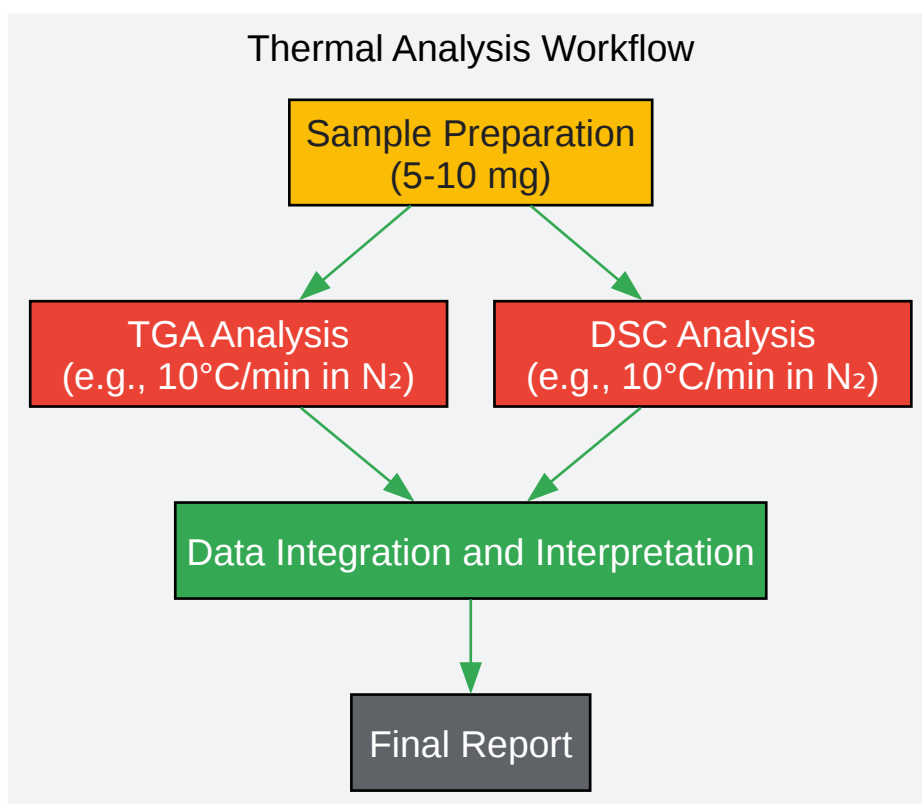 Thermal Analysis Workflow
Sample Preparation
(5-10 mg)
TGA Analysis
(e.g., 10°C/min in N₂)
DSC Analysis
(e.g., 10°C/min in N₂)
Data Integration and Interpretation
Final Report